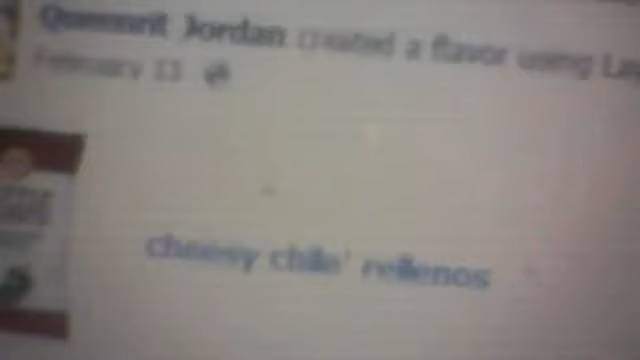 Jordan created a flavor using
February 13
cheesy chile' rellenos